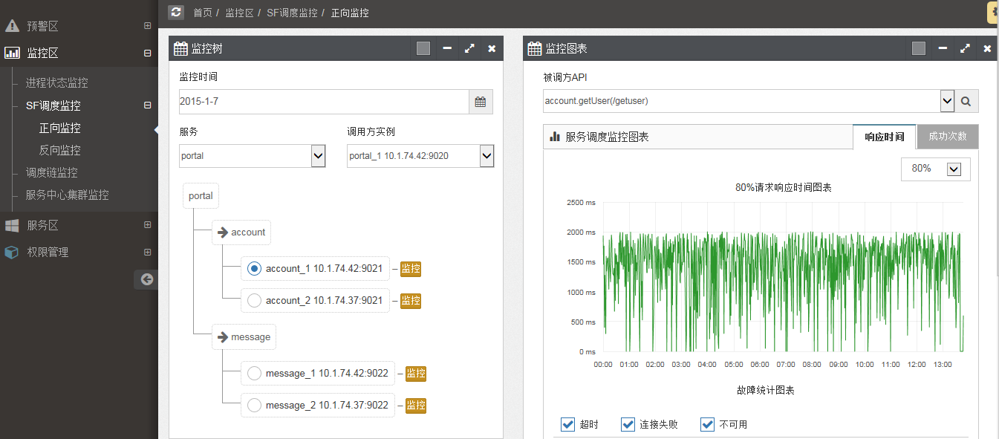 预警区
监控区
进程状态监控
SF调度监控
正向监控
反向监控
调度链监控
服务中心集群监控
服务区
权限管理
首页 / 监控区 / SF调度监控 / 正向监控
监控树
监控时间
2015-1-7
服务
调用方实例
portal
portal_1 10.1.74.42:9020
portal
account
account_1 10.1.74.42:9021
监控
account_2 10.1.74.37:9021
监控
message
message_1 10.1.74.42:9022
监控
message_2 10.1.74.37:9022
监控
监控图表
被调方API
account.getUser(/getuser)
服务调度监控图表
响应时间
成功次数
80%
80%请求响应时间图表
2500 ms
2000 ms
1500 ms
1000 ms
500 ms
0 ms
00:00 01:00 02:00 03:00 04:00 05:00 06:00 07:00 08:00 09:00 10:00 11:00 12:00 13:00
故障统计图表
超时
连接失败
不可用